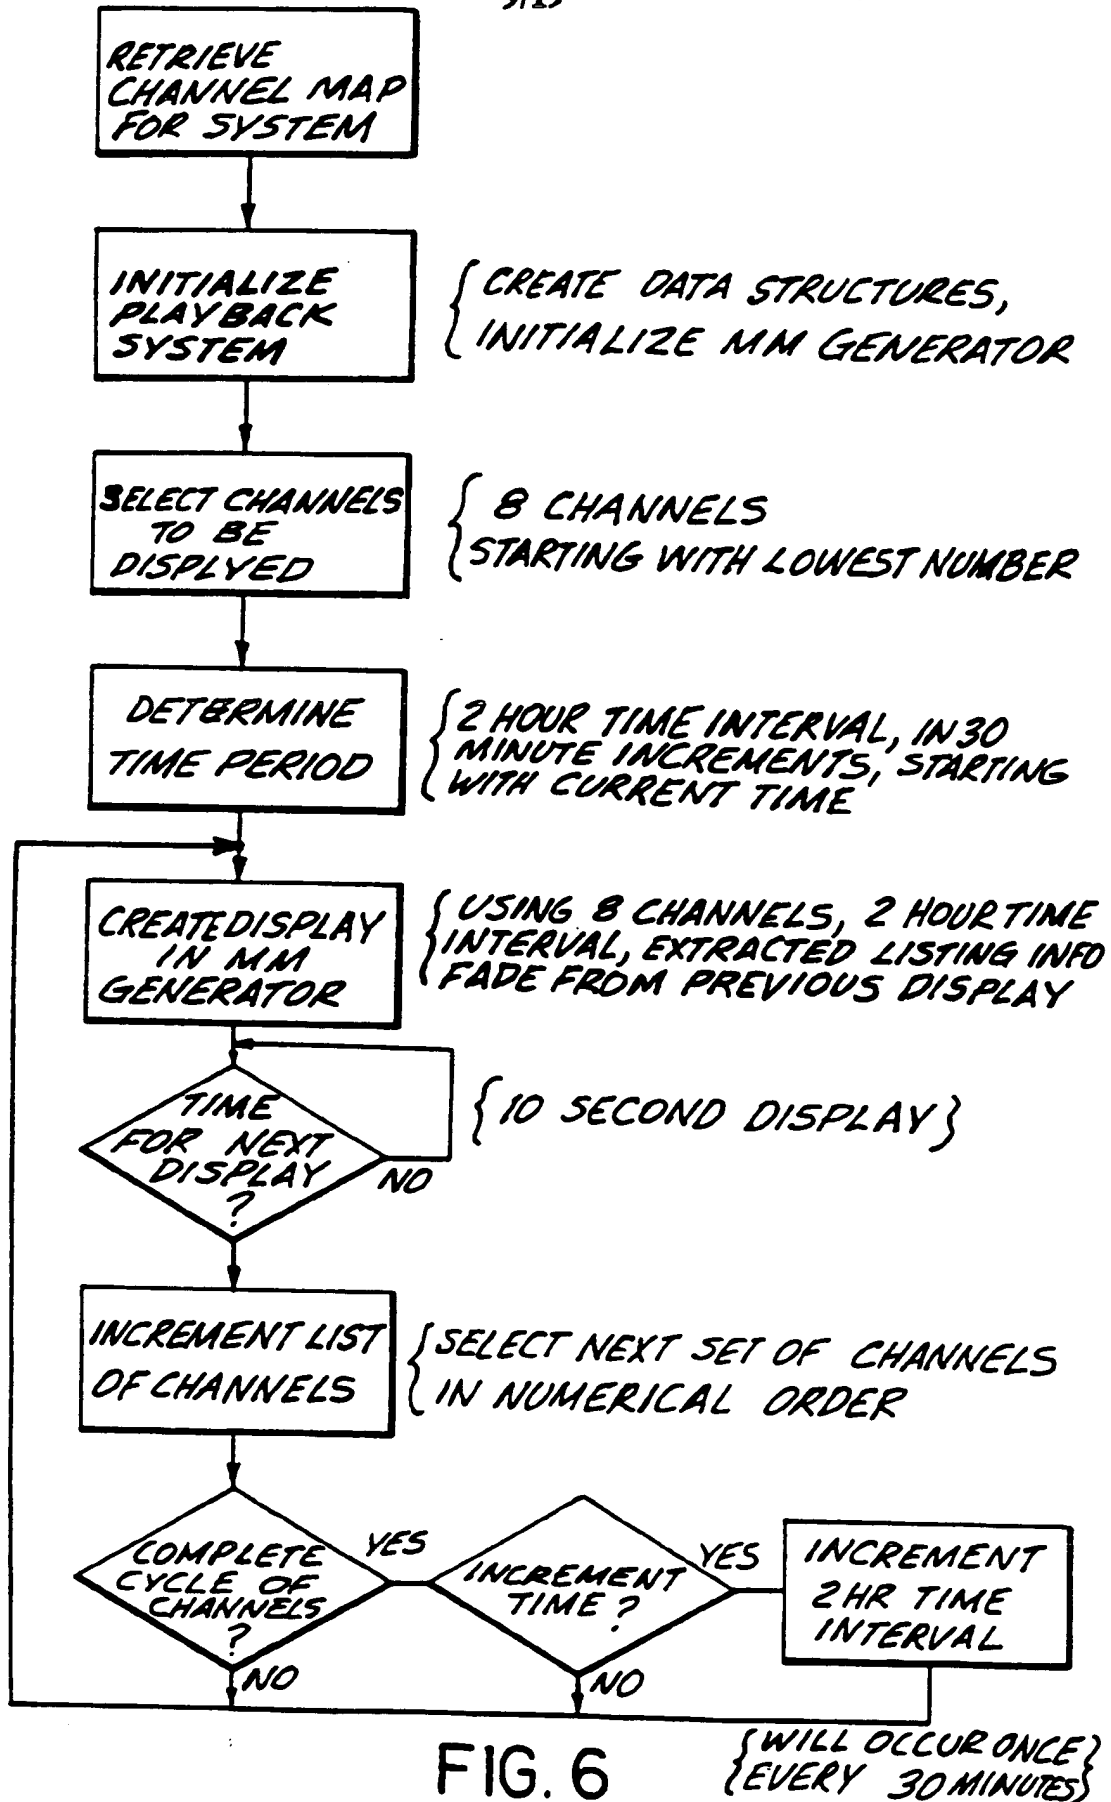 RETRIEVE
CHANNEL MAP
FOR SYSTEM
INITIALIZE
PLAYBACK
SYSTEM
{ CREATE DATA STRUCTURES,
INITIALIZE MM GENERATOR
SELECT CHANNELS
TO BE
DISPLYED
{ 8 CHANNELS
STARTING WITH LOWEST NUMBER
DETERMINE
TIME PERIOD
{ 2 HOUR TIME INTERVAL, IN 30
MINUTE INCREMENTS, STARTING
WITH CURRENT TIME
CREATE DISPLAY
IN MM
GENERATOR
{ USING 8 CHANNELS, 2 HOUR TIME
INTERVAL, EXTRACTED LISTING INFO
FADE FROM PREVIOUS DISPLAY
TIME
FOR NEXT
DISPLAY
?
NO
{ 10 SECOND DISPLAY }
INCREMENT LIST
OF CHANNELS
{ SELECT NEXT SET OF CHANNELS
IN NUMERICAL ORDER
COMPLETE
CYCLE OF
CHANNELS
?
YES
NO
INCREMENT
TIME ?
YES
NO
INCREMENT
2 HR TIME
INTERVAL
{ WILL OCCUR ONCE }
{ EVERY 30 MINUTES }
FIG. 6